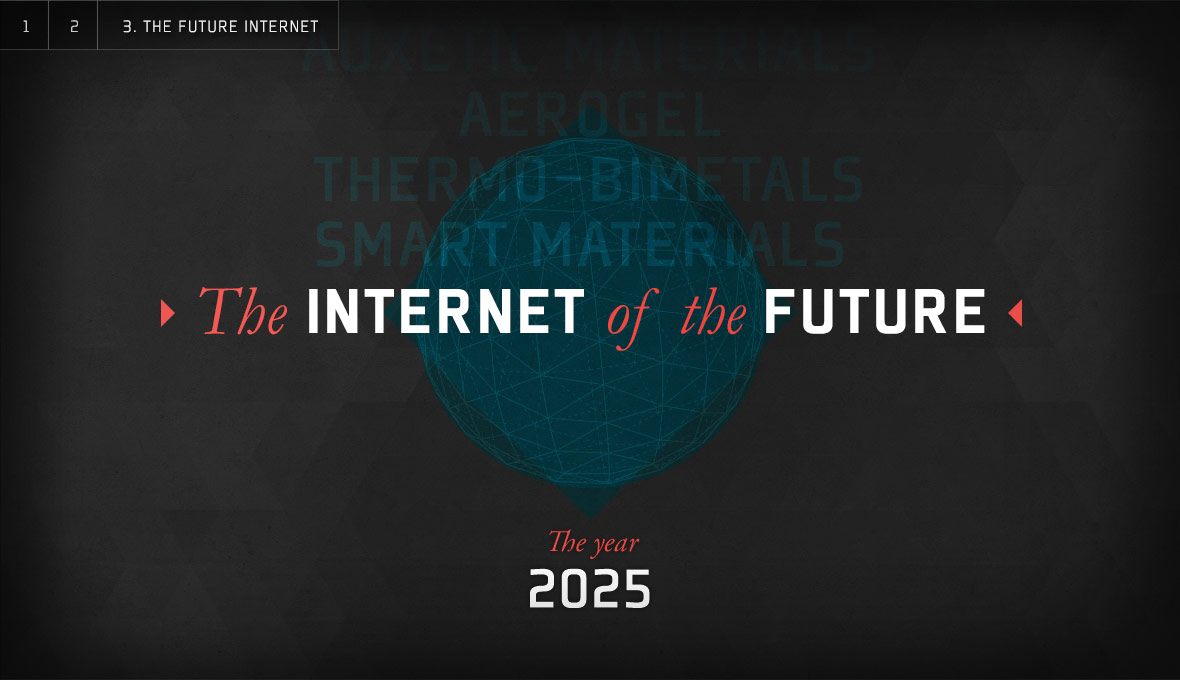 1 2 3. THE FUTURE INTERNET
AUXETIC MATERIALS
AEROGEL
THERMO-BIMETALS
SMART MATERIALS
The INTERNET of the FUTURE
The year
2025